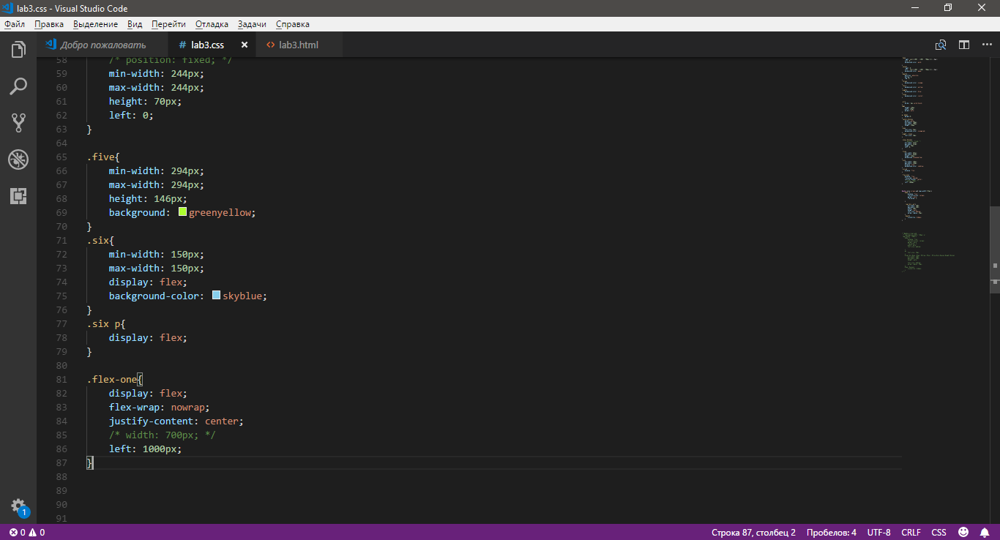 lab3.css - Visual Studio Code
Файл Правка Выделение Вид Перейти Отладка Задачи Справка
Добро пожаловать # lab3.css × <> lab3.html ...
58 /* position: fixed; */
59 min-width: 244px;
60 max-width: 244px;
61 height: 70px;
62 left: 0;
63 }
64
65 .five{
66 min-width: 294px;
67 max-width: 294px;
68 height: 146px;
69 background: greenyellow;
70 }
71 .six{
72 min-width: 150px;
73 max-width: 150px;
74 display: flex;
75 background-color: skyblue;
76 }
77 .six p{
78 display: flex;
79 }
80
81 .flex-one{
82 display: flex;
83 flex-wrap: nowrap;
84 justify-content: center;
85 /* width: 700px; */
86 left: 1000px;
87 }
88
89
90
91
1
0 0 Строка 87, столбец 2 Пробелов: 4 UTF-8 CRLF CSS